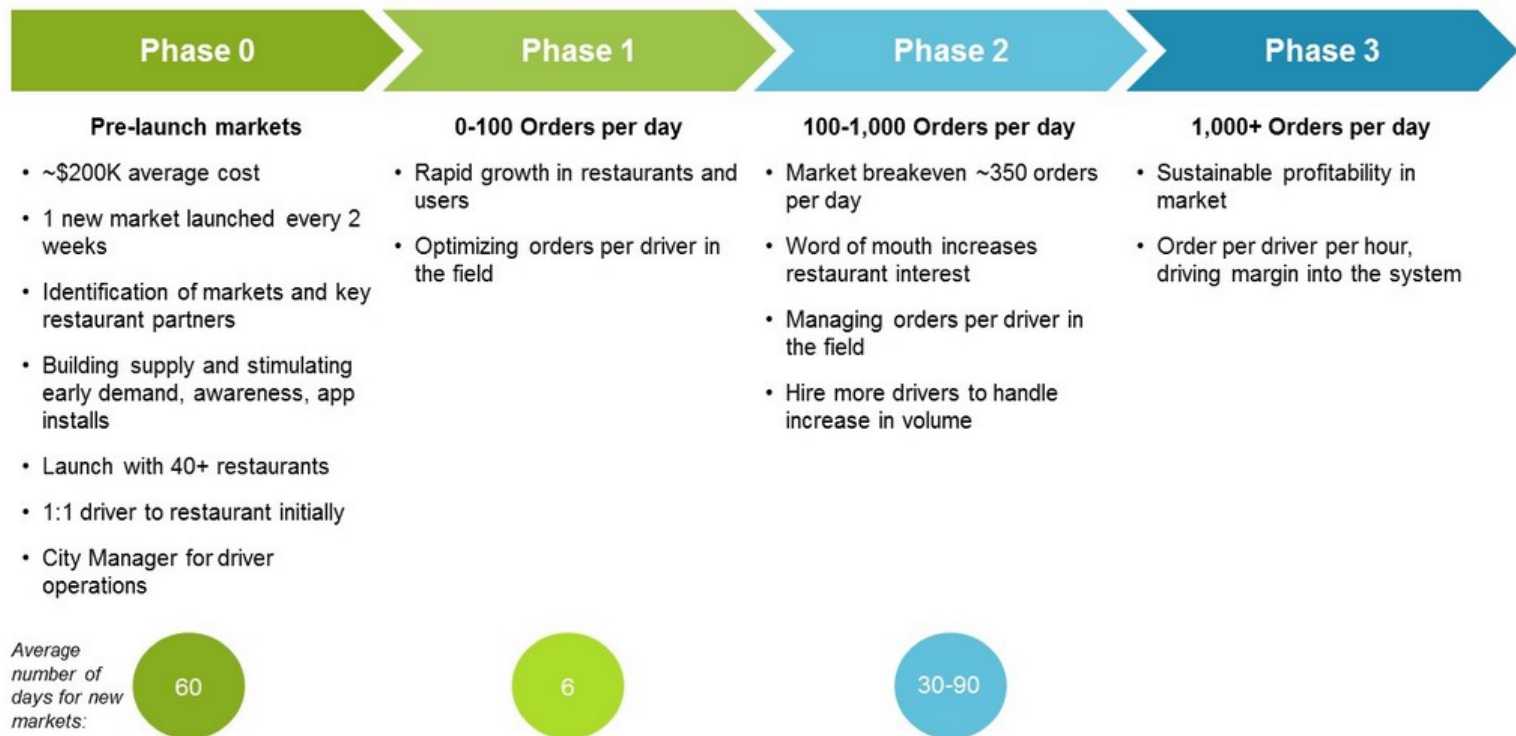 Phase 0
Phase 1
Phase 2
Phase 3
Pre-launch markets
• ~$200K average cost
• 1 new market launched every 2
weeks
• Identification of markets and key
restaurant partners
• Building supply and stimulating
early demand, awareness, app
installs
• Launch with 40+ restaurants
• 1:1 driver to restaurant initially
• City Manager for driver
operations
0-100 Orders per day
• Rapid growth in restaurants and
users
• Optimizing orders per driver in
the field
100-1,000 Orders per day
• Market breakeven ~350 orders
per day
• Word of mouth increases
restaurant interest
• Managing orders per driver in
the field
• Hire more drivers to handle
increase in volume
1,000+ Orders per day
• Sustainable profitability in
market
• Order per driver per hour,
driving margin into the system
Average
number of
days for new
markets:
60
6
30-90